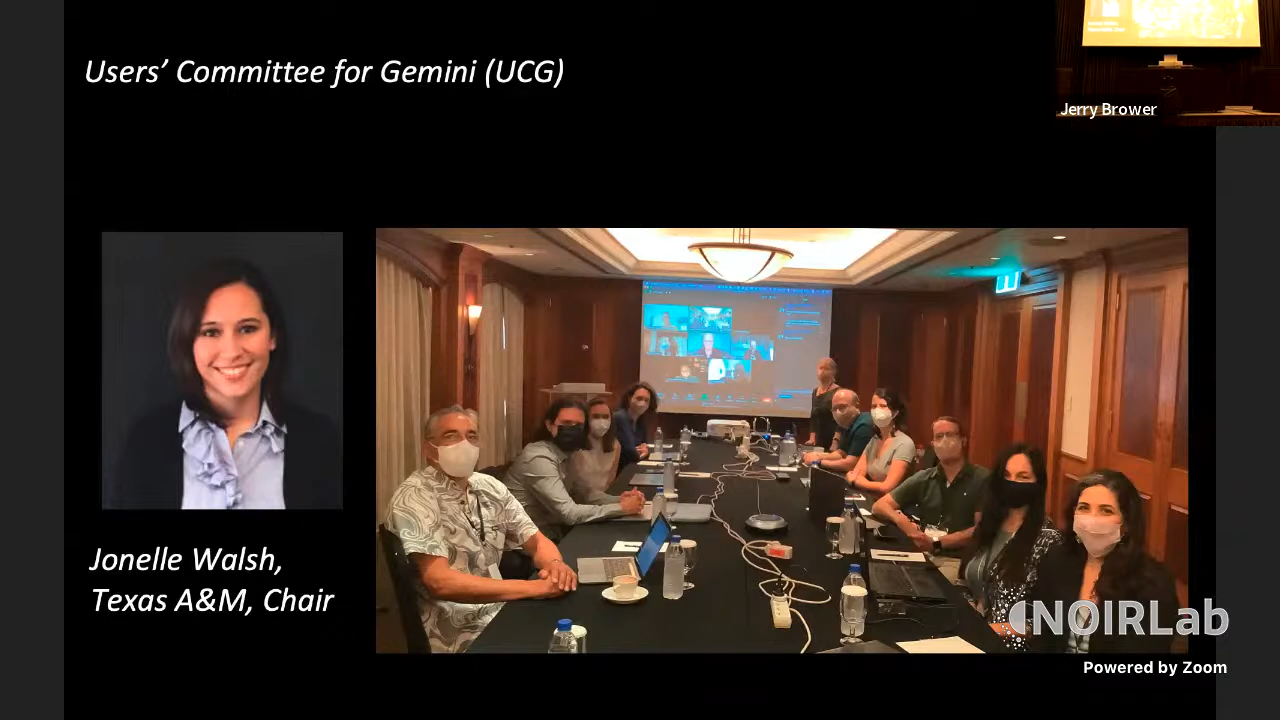 Users' Committee for Gemini (UCG)
Jerry Brower
Jonelle Walsh,
Texas A&M, Chair
NOIRLab
Powered by Zoom